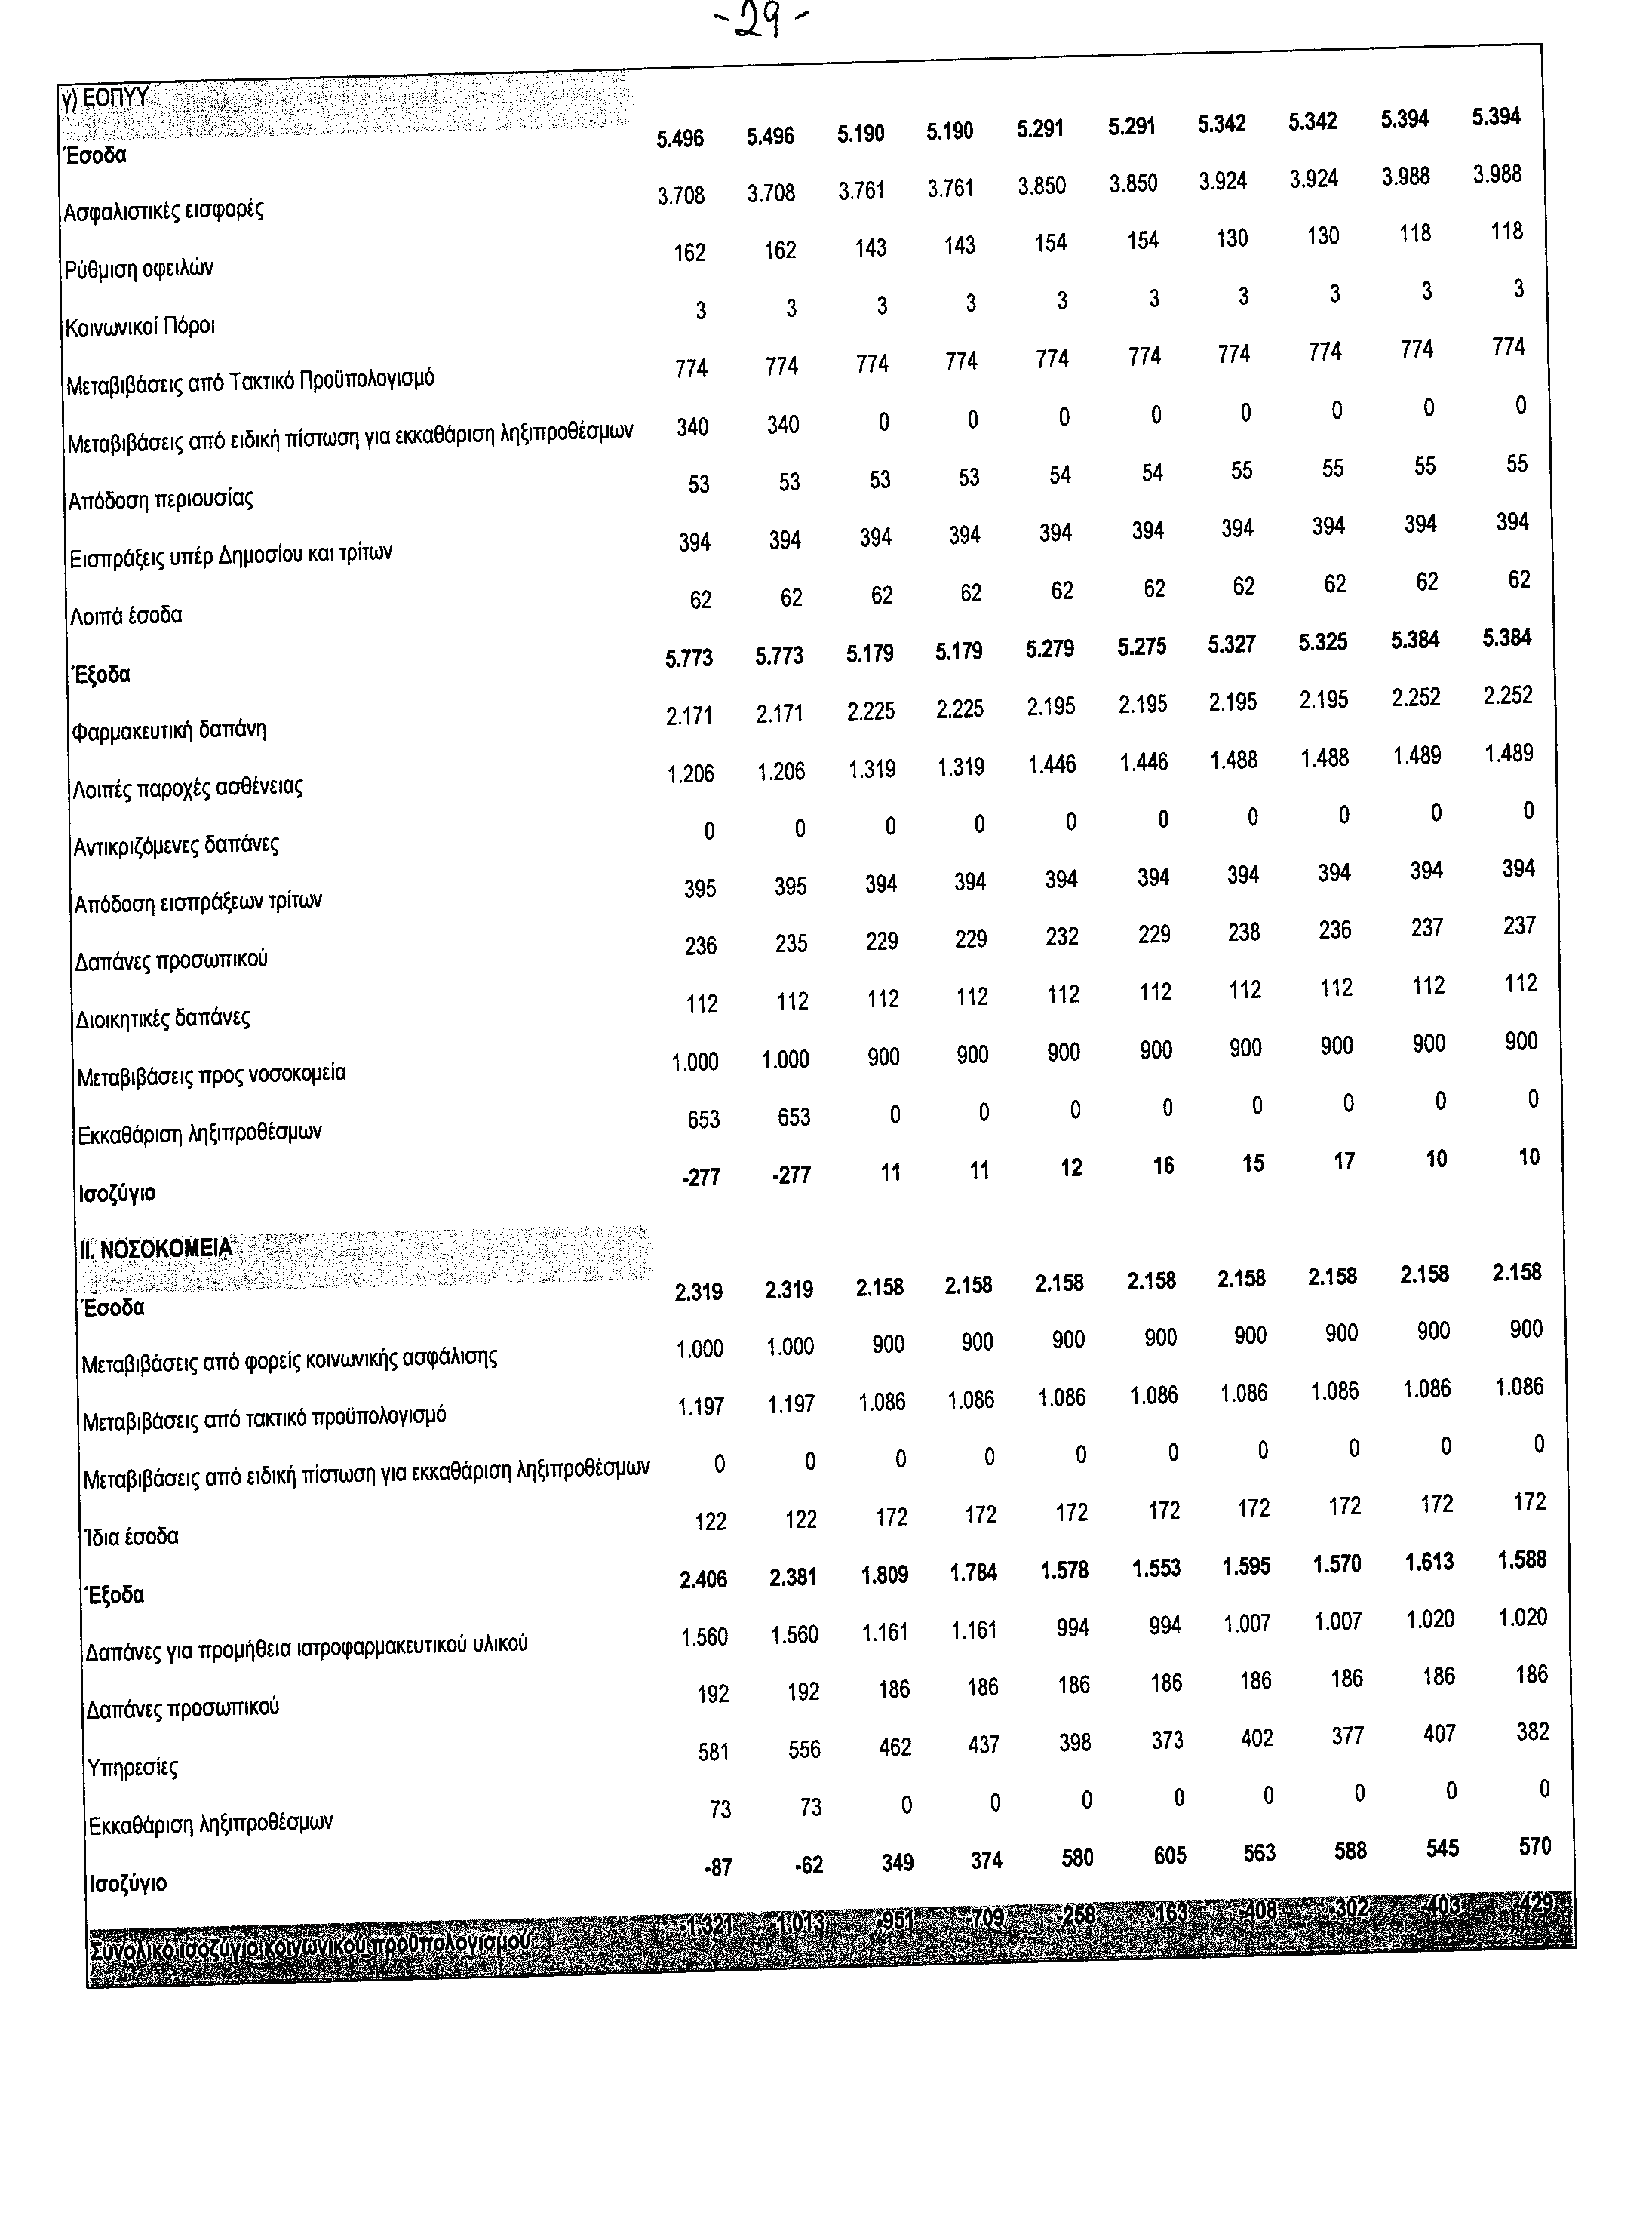 -29-
γ) ΕΟΠΥΥ
Έσοδα 5.496 5.496 5.190 5.190 5.291 5.291 5.342 5.342 5.394 5.394
Ασφαλιστικές εισφορές 3.708 3.708 3.761 3.761 3.850 3.850 3.924 3.924 3.988 3.988
Ρύθμιση οφειλών 162 162 143 143 154 154 130 130 118 118
Κοινωνικοί Πόροι 3 3 3 3 3 3 3 3 3 3
Μεταβιβάσεις από Τακτικό Προϋπολογισμό 774 774 774 774 774 774 774 774 774 774
Μεταβιβάσεις από ειδική πίστωση για εκκαθάριση ληξιπροθέσμων 340 340 0 0 0 0 0 0 0 0
Απόδοση περιουσίας 53 53 53 53 54 54 55 55 55 55
Εισπράξεις υπέρ Δημοσίου και τρίτων 394 394 394 394 394 394 394 394 394 394
Λοιπά έσοδα 62 62 62 62 62 62 62 62 62 62
Έξοδα 5.773 5.773 5.179 5.179 5.279 5.275 5.327 5.325 5.384 5.384
Φαρμακευτική δαπάνη 2.171 2.171 2.225 2.225 2.195 2.195 2.195 2.195 2.252 2.252
Λοιπές παροχές ασθένειας 1.206 1.206 1.319 1.319 1.446 1.446 1.488 1.488 1.489 1.489
Αντικριζόμενες δαπάνες 0 0 0 0 0 0 0 0 0 0
Απόδοση εισπράξεων τρίτων 395 395 394 394 394 394 394 394 394 394
Δαπάνες προσωπικού 236 235 229 229 232 229 238 236 237 237
Διοικητικές δαπάνες 112 112 112 112 112 112 112 112 112 112
Μεταβιβάσεις προς νοσοκομεία 1.000 1.000 900 900 900 900 900 900 900 900
Εκκαθάριση ληξιπροθέσμων 653 653 0 0 0 0 0 0 0 0
Ισοζύγιο -277 -277 11 11 12 16 15 17 10 10
ΙΙ. ΝΟΣΟΚΟΜΕΙΑ
Έσοδα 2.319 2.319 2.158 2.158 2.158 2.158 2.158 2.158 2.158 2.158
Μεταβιβάσεις από φορείς κοινωνικής ασφάλισης 1.000 1.000 900 900 900 900 900 900 900 900
Μεταβιβάσεις από τακτικό προϋπολογισμό 1.197 1.197 1.086 1.086 1.086 1.086 1.086 1.086 1.086 1.086
Μεταβιβάσεις από ειδική πίστωση για εκκαθάριση ληξιπροθέσμων 0 0 0 0 0 0 0 0 0 0
Ίδια έσοδα 122 122 172 172 172 172 172 172 172 172
Έξοδα 2.406 2.381 1.809 1.784 1.578 1.553 1.595 1.570 1.613 1.588
Δαπάνες για προμήθεια ιατροφαρμακευτικού υλικού 1.560 1.560 1.161 1.161 994 994 1.007 1.007 1.020 1.020
Δαπάνες προσωπικού 192 192 186 186 186 186 186 186 186 186
Υπηρεσίες 581 556 462 437 398 373 402 377 407 382
Εκκαθάριση ληξιπροθέσμων 73 73 0 0 0 0 0 0 0 0
Ισοζύγιο -87 -62 349 374 580 605 563 588 545 570
Συνολικό ισοζύγιο κοινωνικού προϋπολογισμού -1.321 -1.013 -951 -709 -258 -163 -408 -302 -403 -429